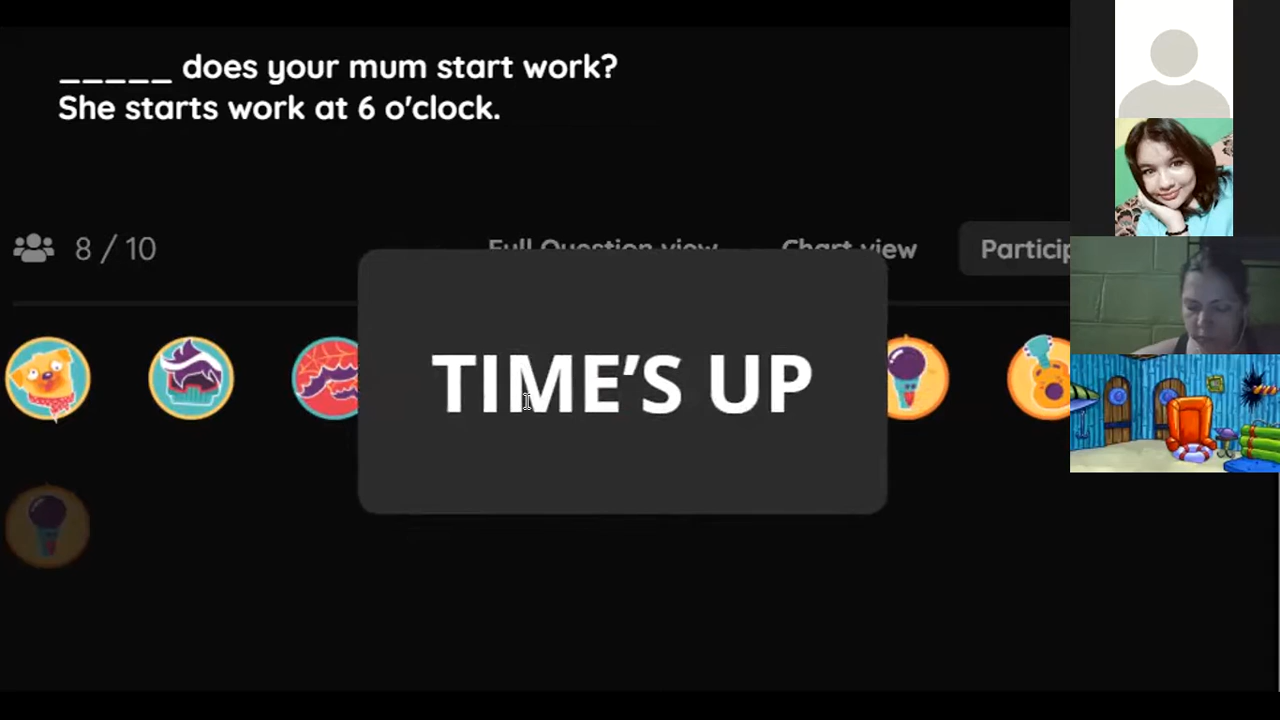 _____ does your mum start work?
She starts work at 6 o'clock.
8 / 10
Full Question view
Chart view
TIME'S UP